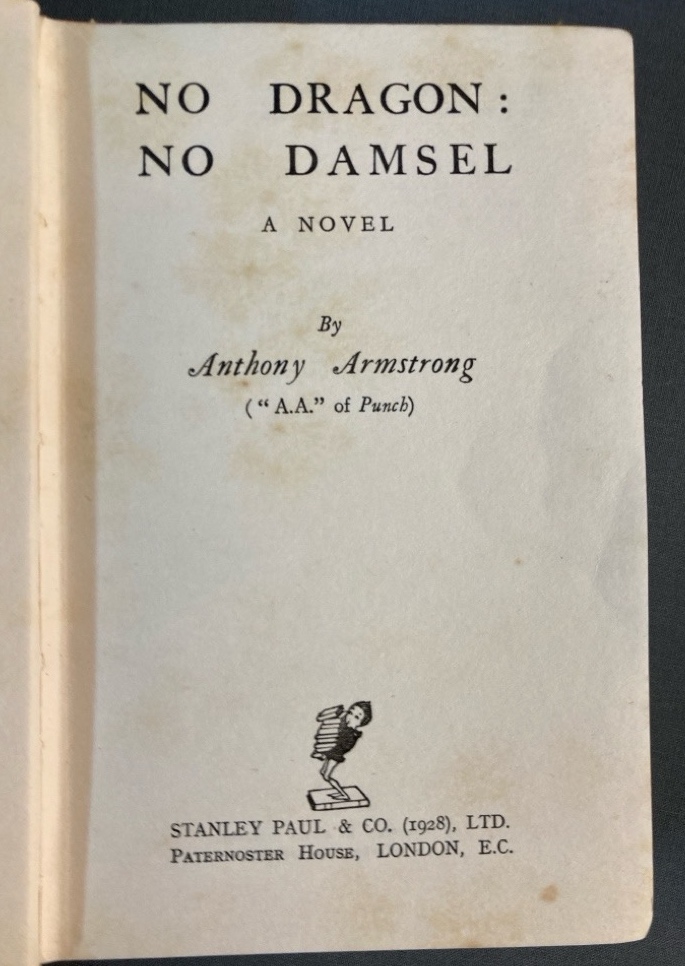 NO DRAGON:
NO DAMSEL
A NOVEL
By
Anthony Armstrong
(“A.A.” of Punch)
STANLEY PAUL & CO. (1928), LTD.
PATERNOSTER HOUSE, LONDON, E.C.